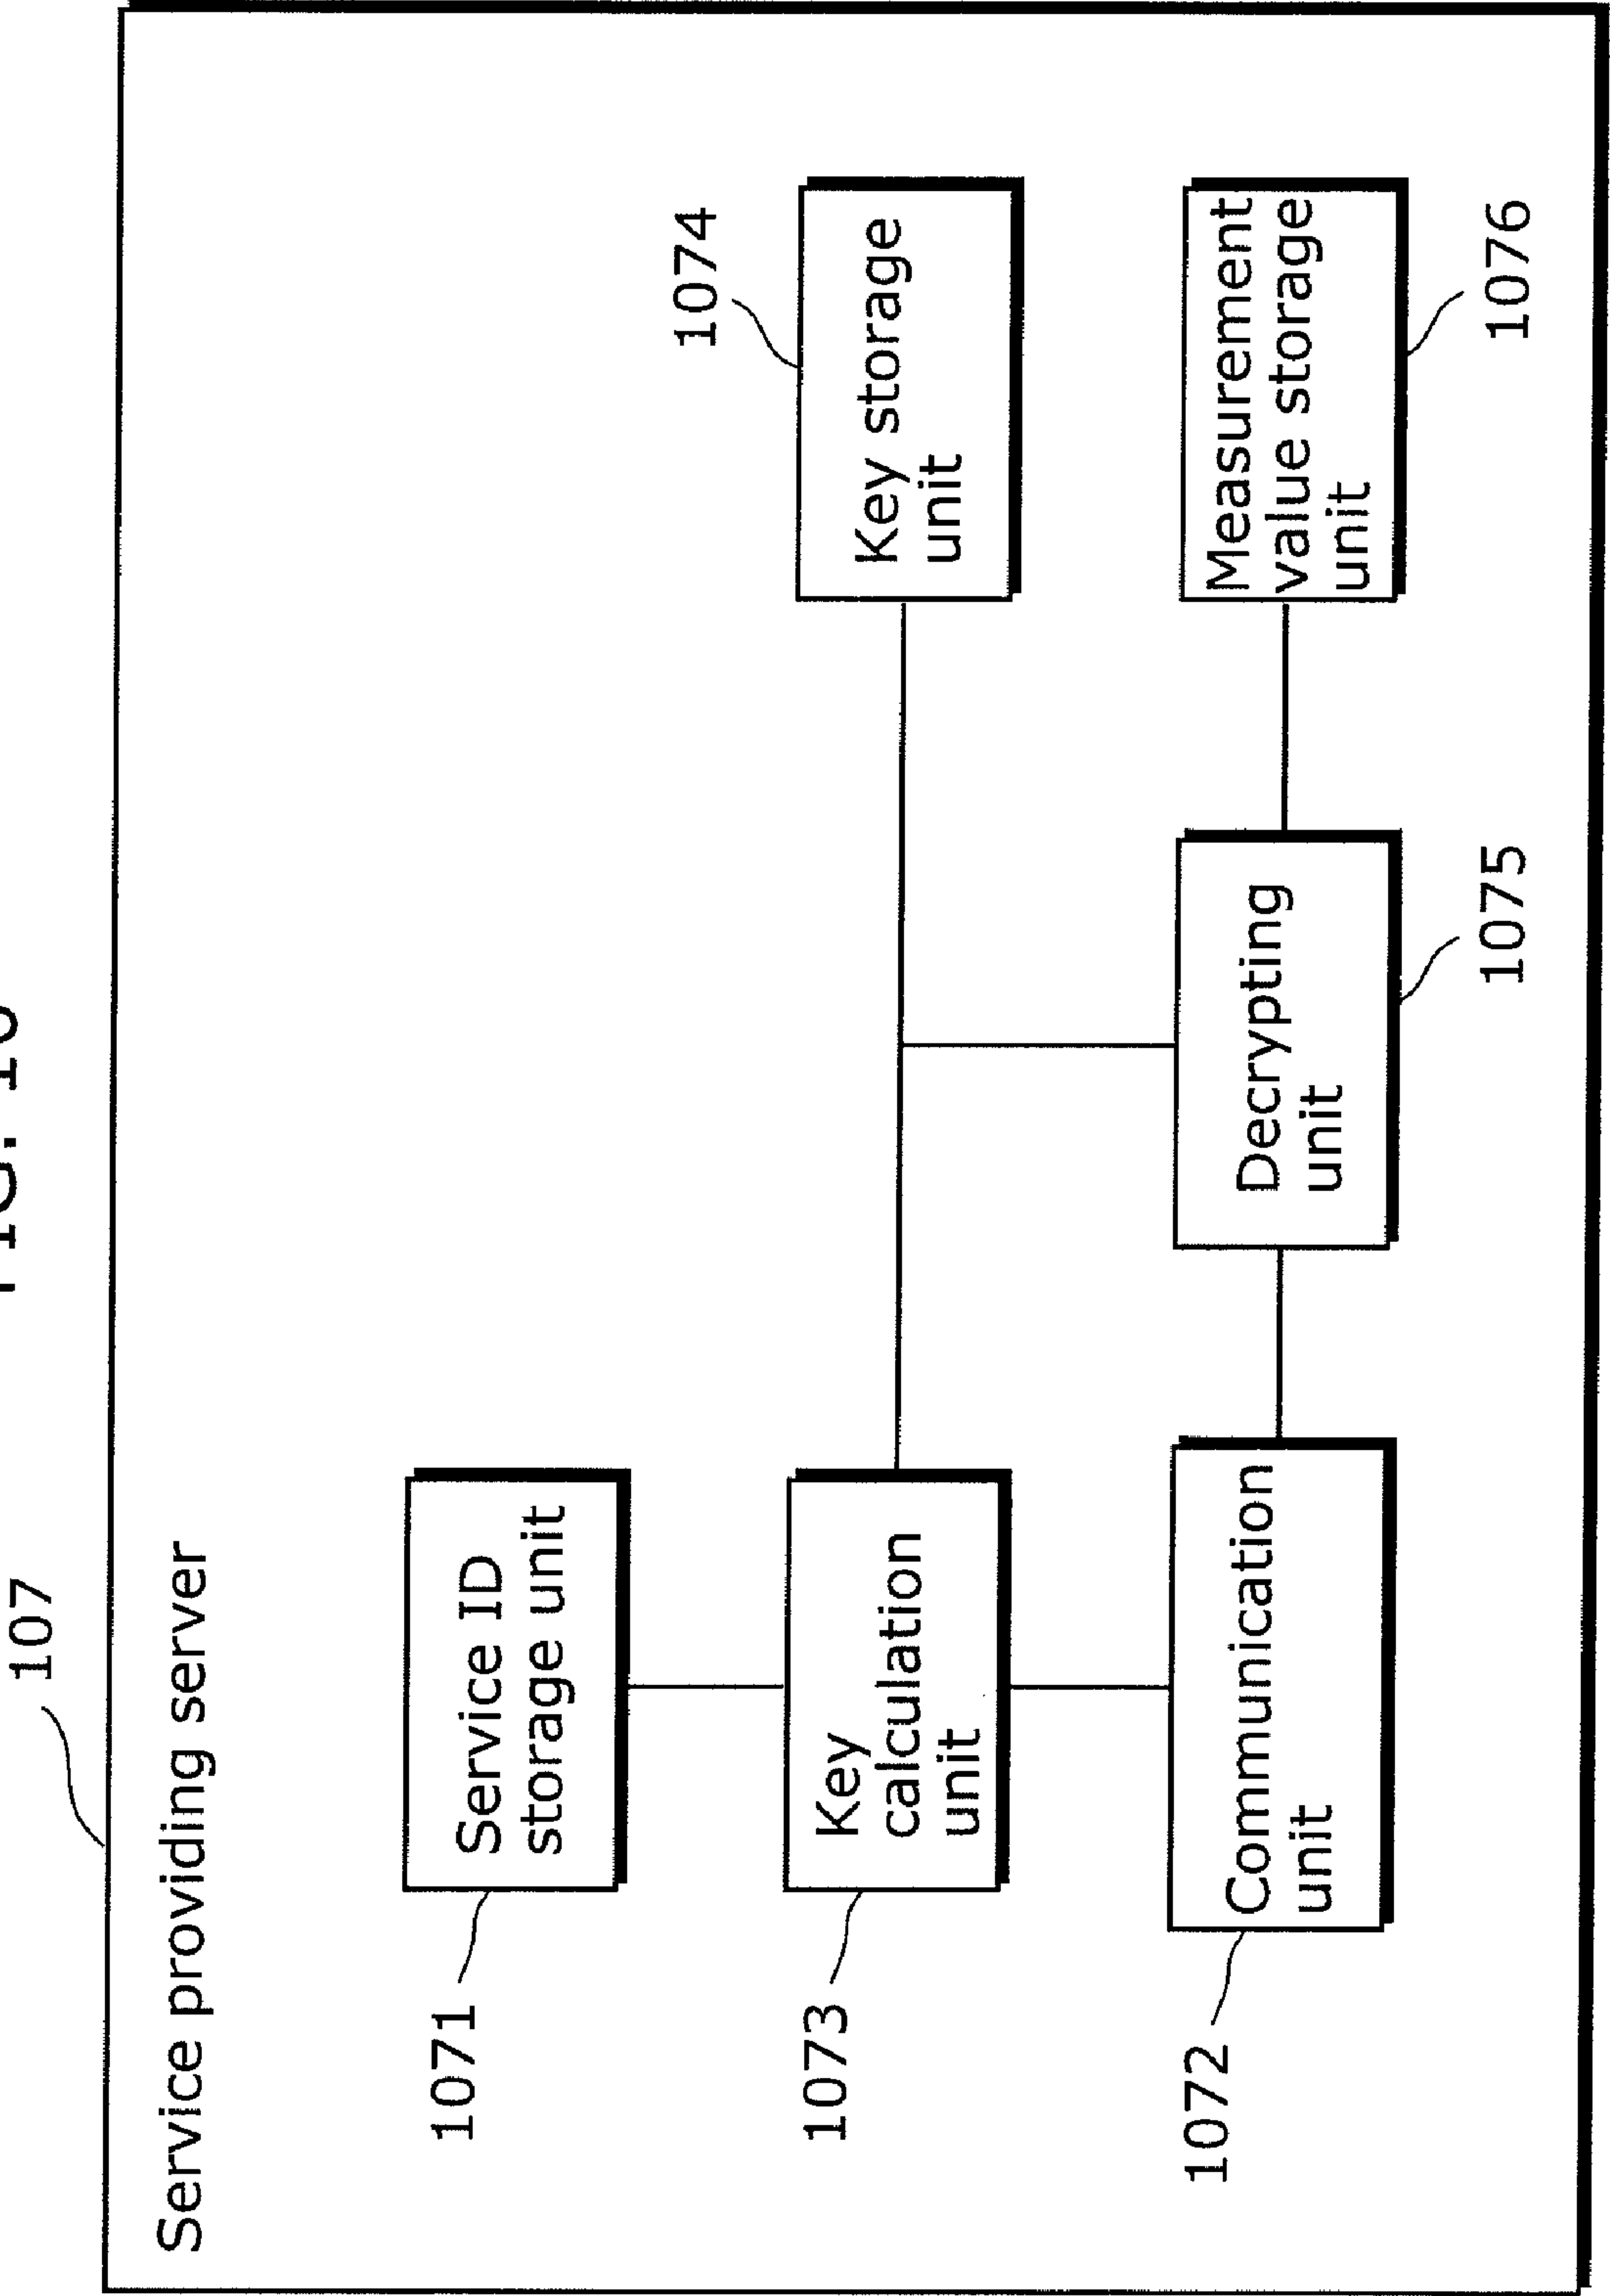 FIG.
107
Service providing server
1071
Service ID
storage unit
1073
Key
calculation
unit
1074
Key storage
unit
1072
Communication
unit
Decrypting
unit
1075
Measurement
value storage
unit
1076